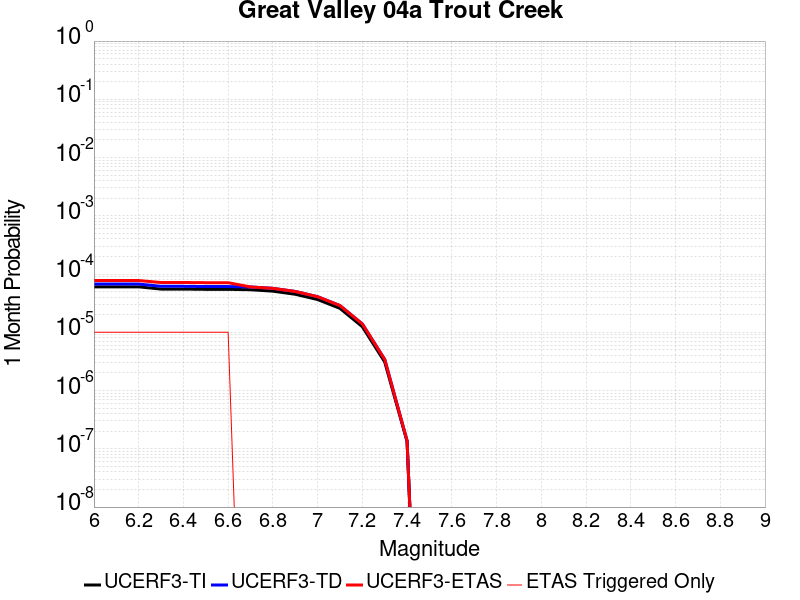 Great Valley 04a Trout Creek
10^0
10^-1
10^-2
10^-3
10^-4
10^-5
10^-6
10^-7
10^-8
1 Month Probability
6 6.2 6.4 6.6 6.8 7 7.2 7.4 7.6 7.8 8 8.2 8.4 8.6 8.8 9
Magnitude
UCERF3-TI UCERF3-TD UCERF3-ETAS ETAS Triggered Only